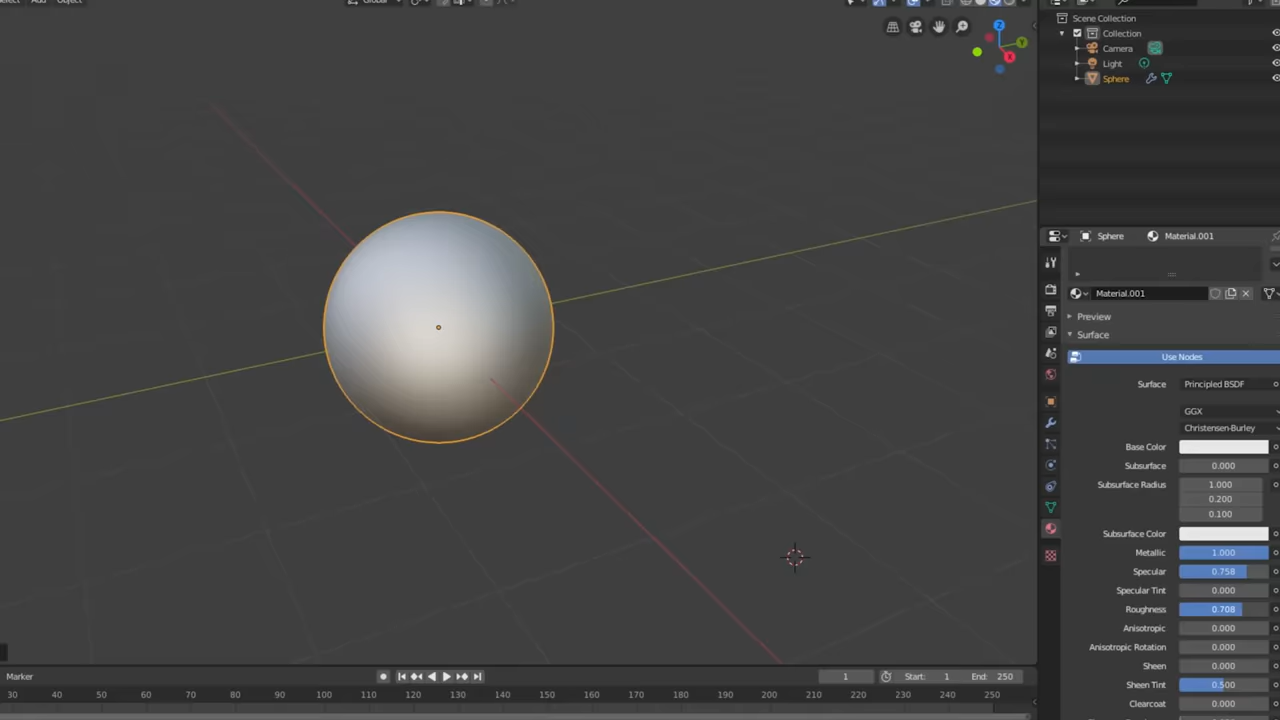 Select Add Object
Global
Z
Y
X
Scene Collection
Collection
Camera
Light
Sphere
Sphere Material.001
Material.001
Preview
Surface
Use Nodes
Surface Principled BSDF
GGX
Christensen-Burley
Base Color
Subsurface 0.000
Subsurface Radius 1.000
0.200
0.100
Subsurface Color
Metallic 1.000
Specular 0.758
Specular Tint 0.000
Roughness 0.708
Anisotropic 0.000
Anisotropic Rotation 0.000
Sheen 0.000
Sheen Tint 0.500
Clearcoat 0.000
Marker 1 Start: 1 End: 250
30 40 50 60 70 80 90 100 110 120 130 140 150 160 170 180 190 200 210 220 230 240 250